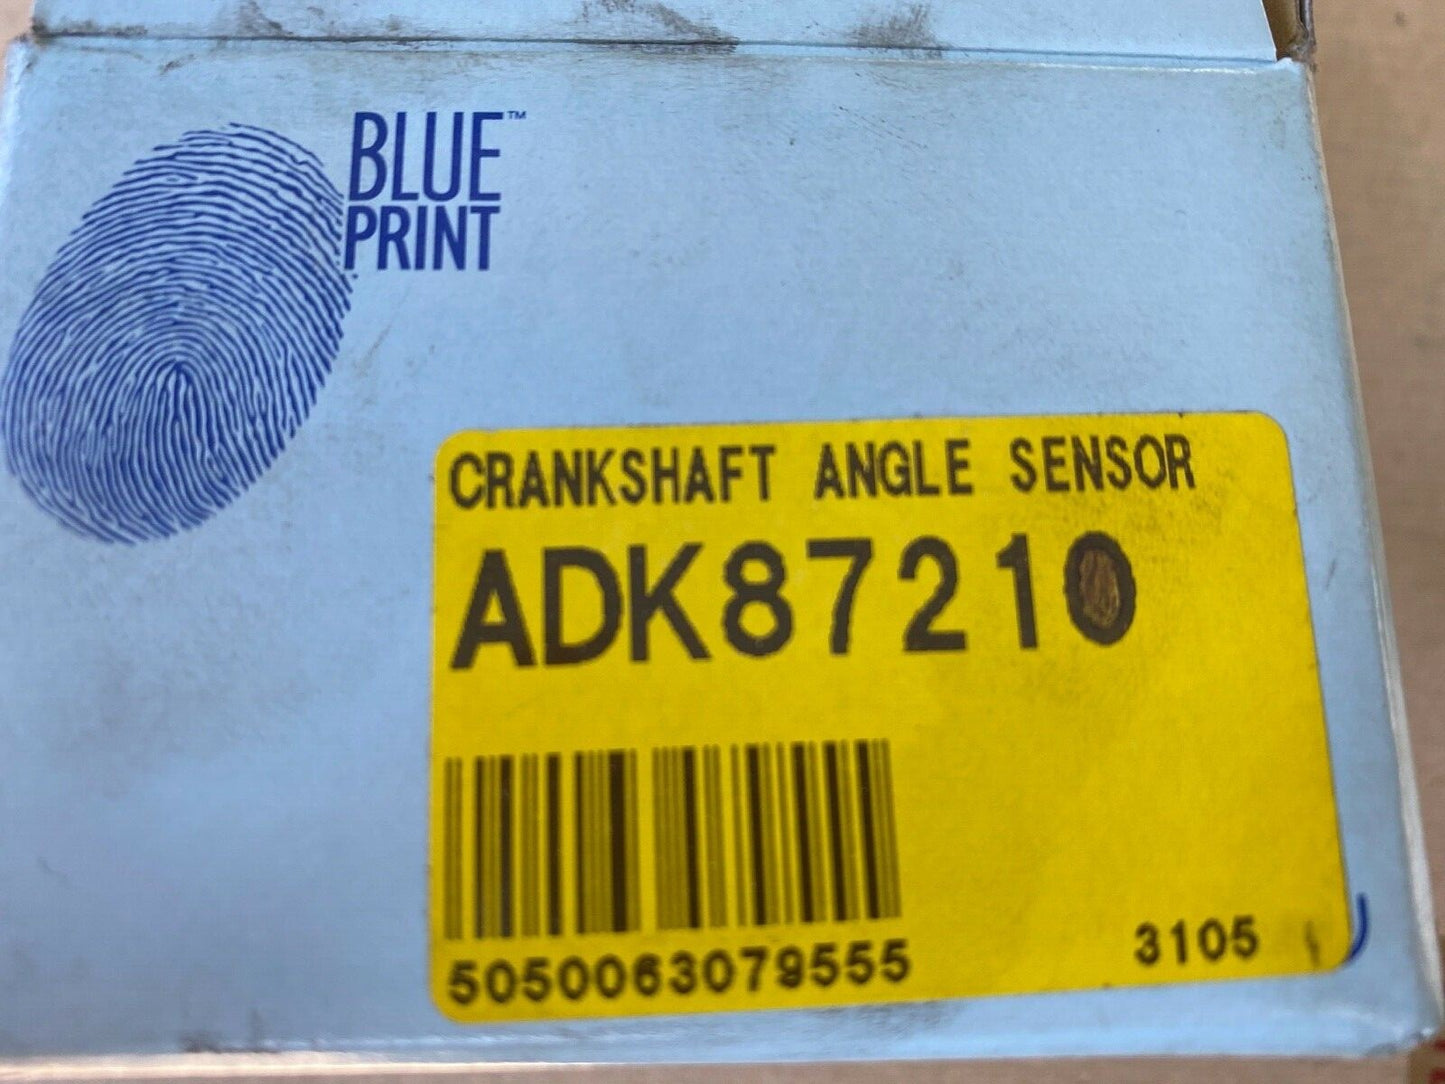 BLUE™
PRINT
CRANKSHAFT ANGLE SENSOR
ADK87210
5050063079555
3105